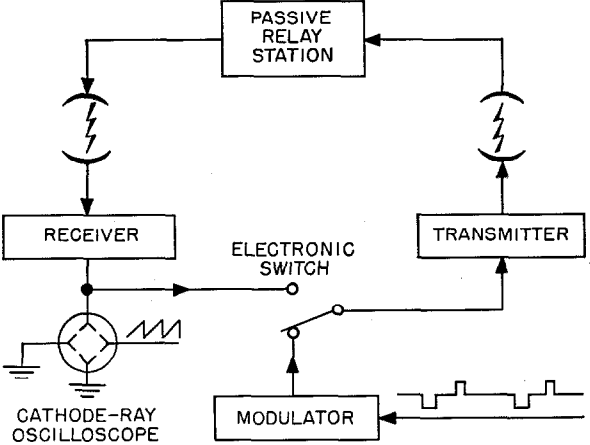 PASSIVE
RELAY
STATION
RECEIVER
ELECTRONIC
SWITCH
TRANSMITTER
CATHODE-RAY
OSCILLOSCOPE
MODULATOR